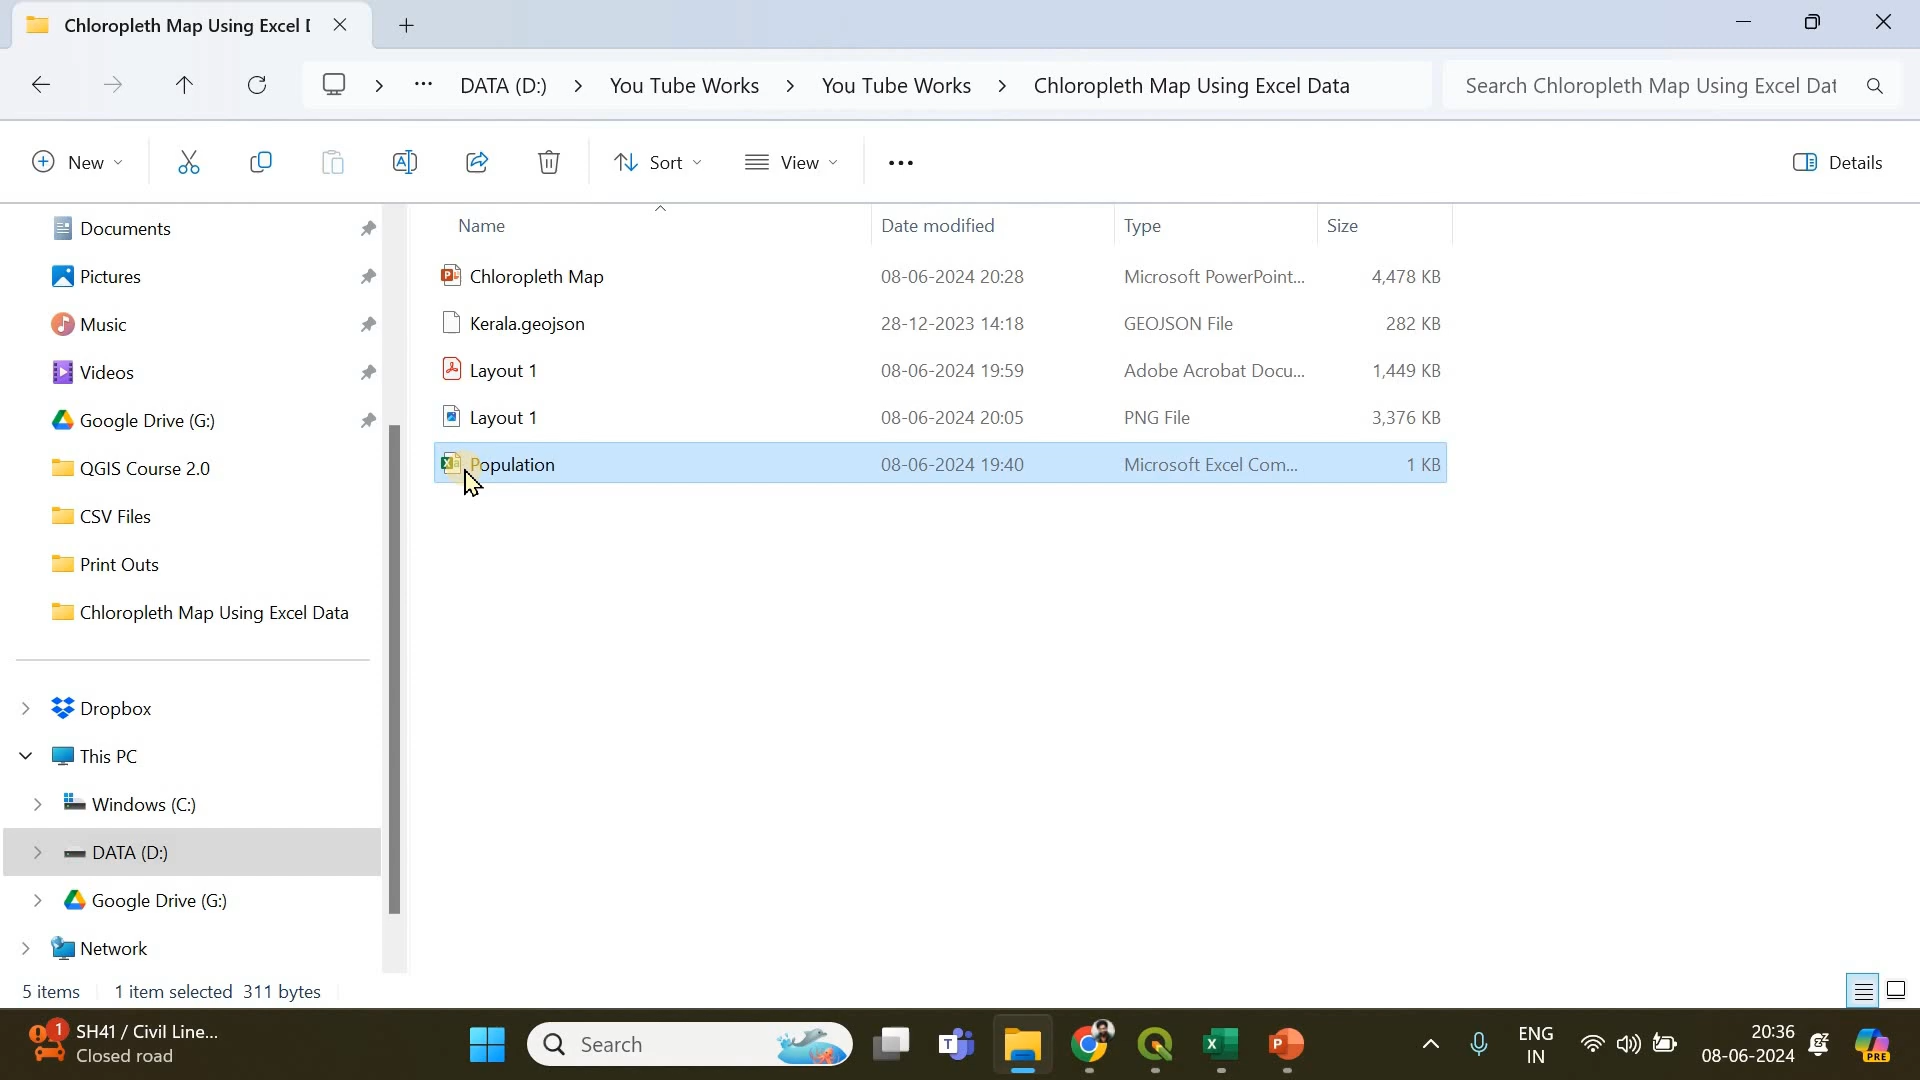 Chloropleth Map Using Excel D
DATA (D:) > You Tube Works > You Tube Works > Chloropleth Map Using Excel Data
Search Chloropleth Map Using Excel Dat
New
Sort
View
Details
Documents
Pictures
Music
Videos
Google Drive (G:)
QGIS Course 2.0
CSV Files
Print Outs
Chloropleth Map Using Excel Data
Dropbox
This PC
Windows (C:)
DATA (D:)
Google Drive (G:)
Network
Name Date modified Type Size
Chloropleth Map 08-06-2024 20:28 Microsoft PowerPoint... 4,478 KB
Kerala.geojson 28-12-2023 14:18 GEOJSON File 282 KB
Layout 1 08-06-2024 19:59 Adobe Acrobat Docu... 1,449 KB
Layout 1 08-06-2024 20:05 PNG File 3,376 KB
Population 08-06-2024 19:40 Microsoft Excel Com... 1 KB
5 items 1 item selected 311 bytes
1
SH41 / Civil Line...
Closed road
Search
ENG
IN
20:36
08-06-2024
PRE